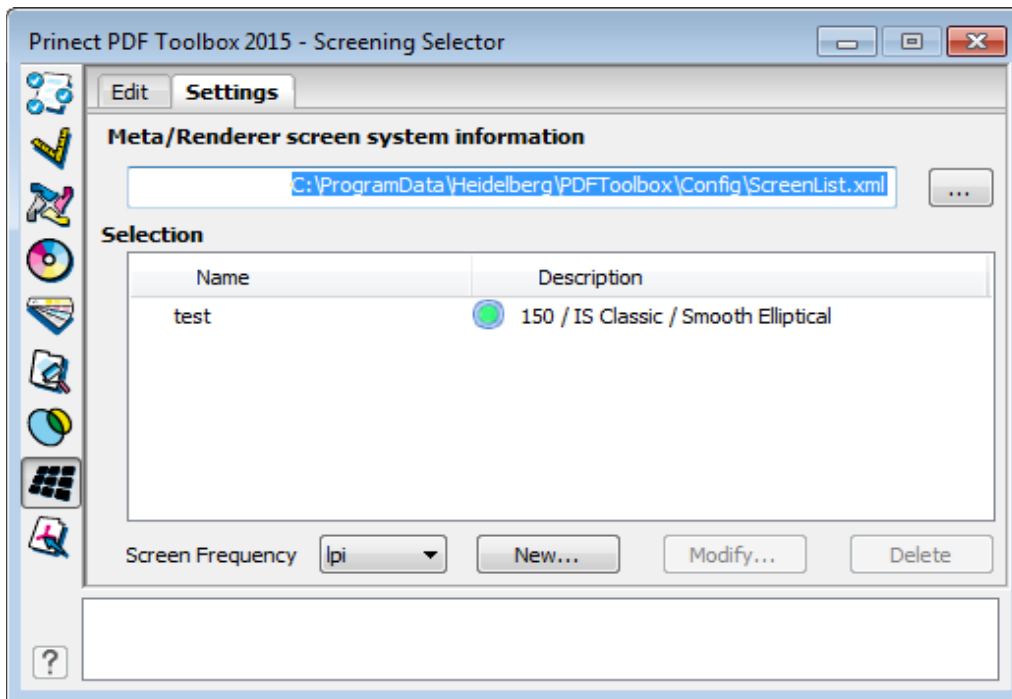 Prinect PDF Toolbox 2015 - Screening Selector
Edit Settings
Meta/Renderer screen system information
C:\ProgramData\Heidelberg\PDFToolbox\Config\ScreenList.xml ...
Selection
Name Description
test 150 / IS Classic / Smooth Elliptical
Screen Frequency lpi New... Modify... Delete
?